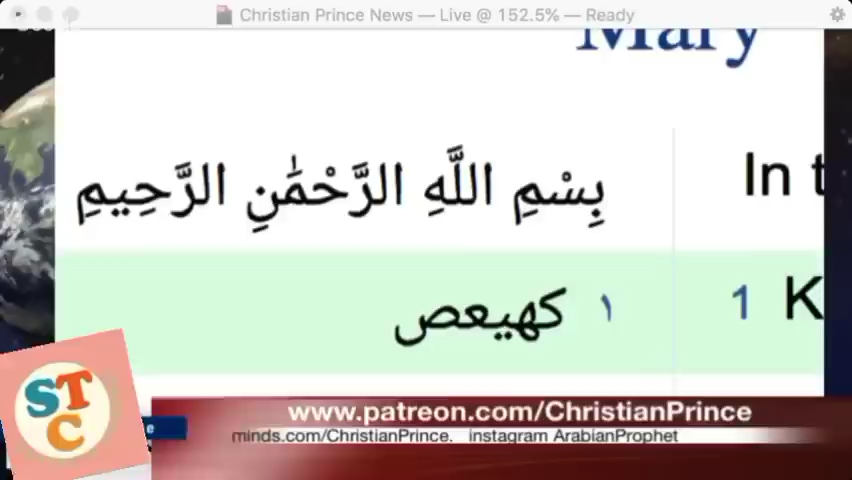 Christian Prince News — Live @ 152.5% — Ready
Mary
بِسْمِ اللَّهِ الرَّحْمَٰنِ الرَّحِيمِ
In t
١ كهيعص
1 K
STC
www.patreon.com/ChristianPrince
minds.com/ChristianPrince. instagram ArabianProphet